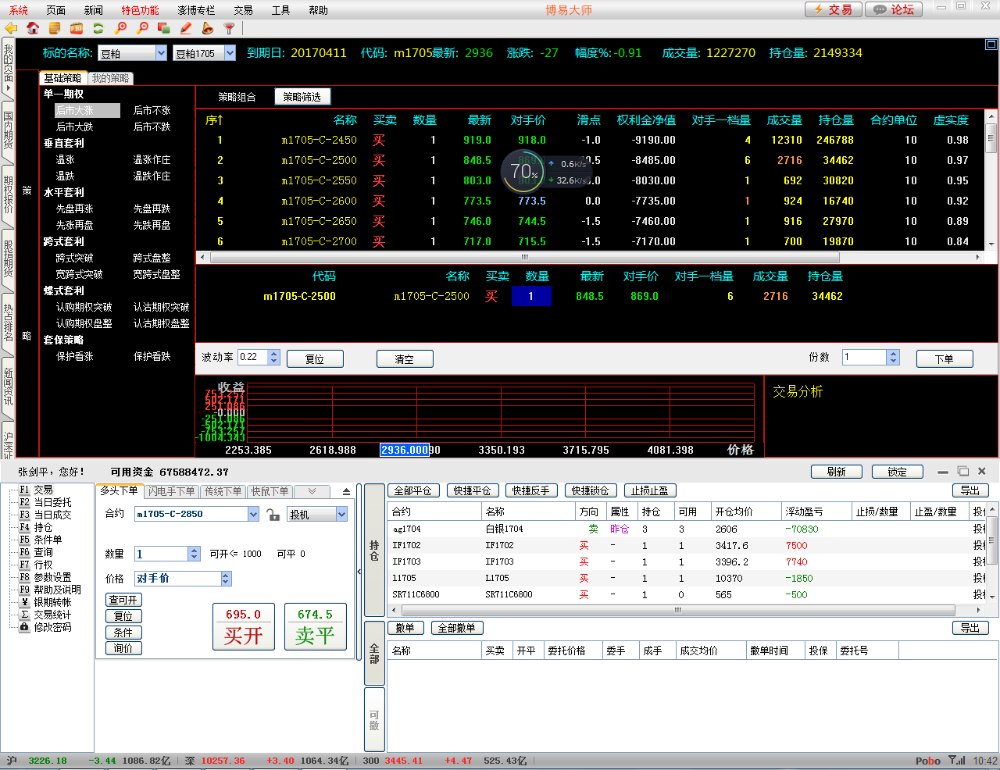 系统 页面 新闻 特色功能 澎博专栏 交易 工具 帮助 博易大师 交易 论坛
我的页面
国内期货
期权报价
股指期货
热点排名
新闻资讯
沪深证
策
略
标的名称: 豆粕 豆粕1705 到期日: 20170411 代码: m1705 最新: 2936 涨跌: -27 幅度%: -0.91 成交量: 1227270 持仓量: 2149334
基础策略 我的策略
单一期权
后市大涨 后市不涨
后市大跌 后市不跌
垂直套利
温涨 温涨作庄
温跌 温跌作庄
水平套利
先盘再涨 先盘再跌
先涨再盘 先跌再盘
跨式套利
跨式突破 跨式盘整
宽跨式突破 宽跨式盘整
蝶式套利
认购期权突破 认沽期权突破
认购期权盘整 认沽期权盘整
套保策略
保护看涨 保护看跌
策略组合 策略筛选
序↑ 名称 买卖 数量 最新 对手价 滑点 权利金净值 对手一档量 成交量 持仓量 合约单位 虚实度
1 m1705-C-2450 买 1 919.0 918.0 -1.0 -9190.00 4 12310 246788 10 0.98
2 m1705-C-2500 买 1 848.5 869. 0.5 -8485.00 6 2716 34462 10 0.97
3 m1705-C-2550 买 1 803.0 .0 -8030.00 1 692 30820 10 0.95
4 m1705-C-2600 买 1 773.5 773.5 0.0 -7735.00 1 924 16740 10 0.92
5 m1705-C-2650 买 1 746.0 744.5 -1.5 -7460.00 1 916 27970 10 0.89
6 m1705-C-2700 买 1 717.0 715.5 -1.5 -7170.00 1 700 19870 10 0.84
70% 0.6K/s
32.6K/s
代码 名称 买卖 数量 最新 对手价 对手一档量 成交量 持仓量
m1705-C-2500 m1705-C-2500 买 1 848.5 869.0 6 2716 34462
波动率 0.22 复位 清空 份数 1 下单
收益
753.257
502.171
251.086
-0.000
-251.086
-502.171
-753.257
-1004.343
2253.385 2618.988 2936.000 90 3350.193 3715.795 4081.398 价格
交易分析
张剑平，您好！ 可用资金 67588472.37 刷新 锁定
F1 交易
F2 当日委托
F3 当日成交
F4 持仓
F5 条件单
F6 查询
F7 行权
F8 参数设置
F9 帮助及说明
¥ 银期转帐
Σ 交易统计
修改密码
多头下单 闪电手下单 传统下单 快鼠下单
合约 m1705-C-2850 投机
数量 1 可开<= 1000 可平 0
价格 对手价
查可开
复位
条件
询价
695.0
买开
674.5
卖平
持仓
全部
可撤
全部平仓 快捷平仓 快捷反手 快捷锁仓 止损止盈 导出
合约 名称 方向 属性 持仓 可用 开仓均价 浮动盈亏 止损/数量 止盈/数量 投
ag1704 白银1704 卖 昨仓 3 3 2606 -70830 投
IF1702 IF1702 买 - 1 1 3417.6 7500 投
IF1703 IF1703 买 - 1 1 3396.2 7740 投
l1705 L1705 买 - 1 1 10370 -1850 投
SR711C6800 SR711C6800 买 - 1 0 565 -500 投
撤单 全部撤单 导出
名称 买卖 开平 委托价格 委手 成手 成交均价 撤单时间 投保 委托号
沪 3226.18 -3.44 1086.82亿 深 10257.36 +3.40 1064.34亿 300 3445.41 +4.47 525.43亿 Pobo 10:42